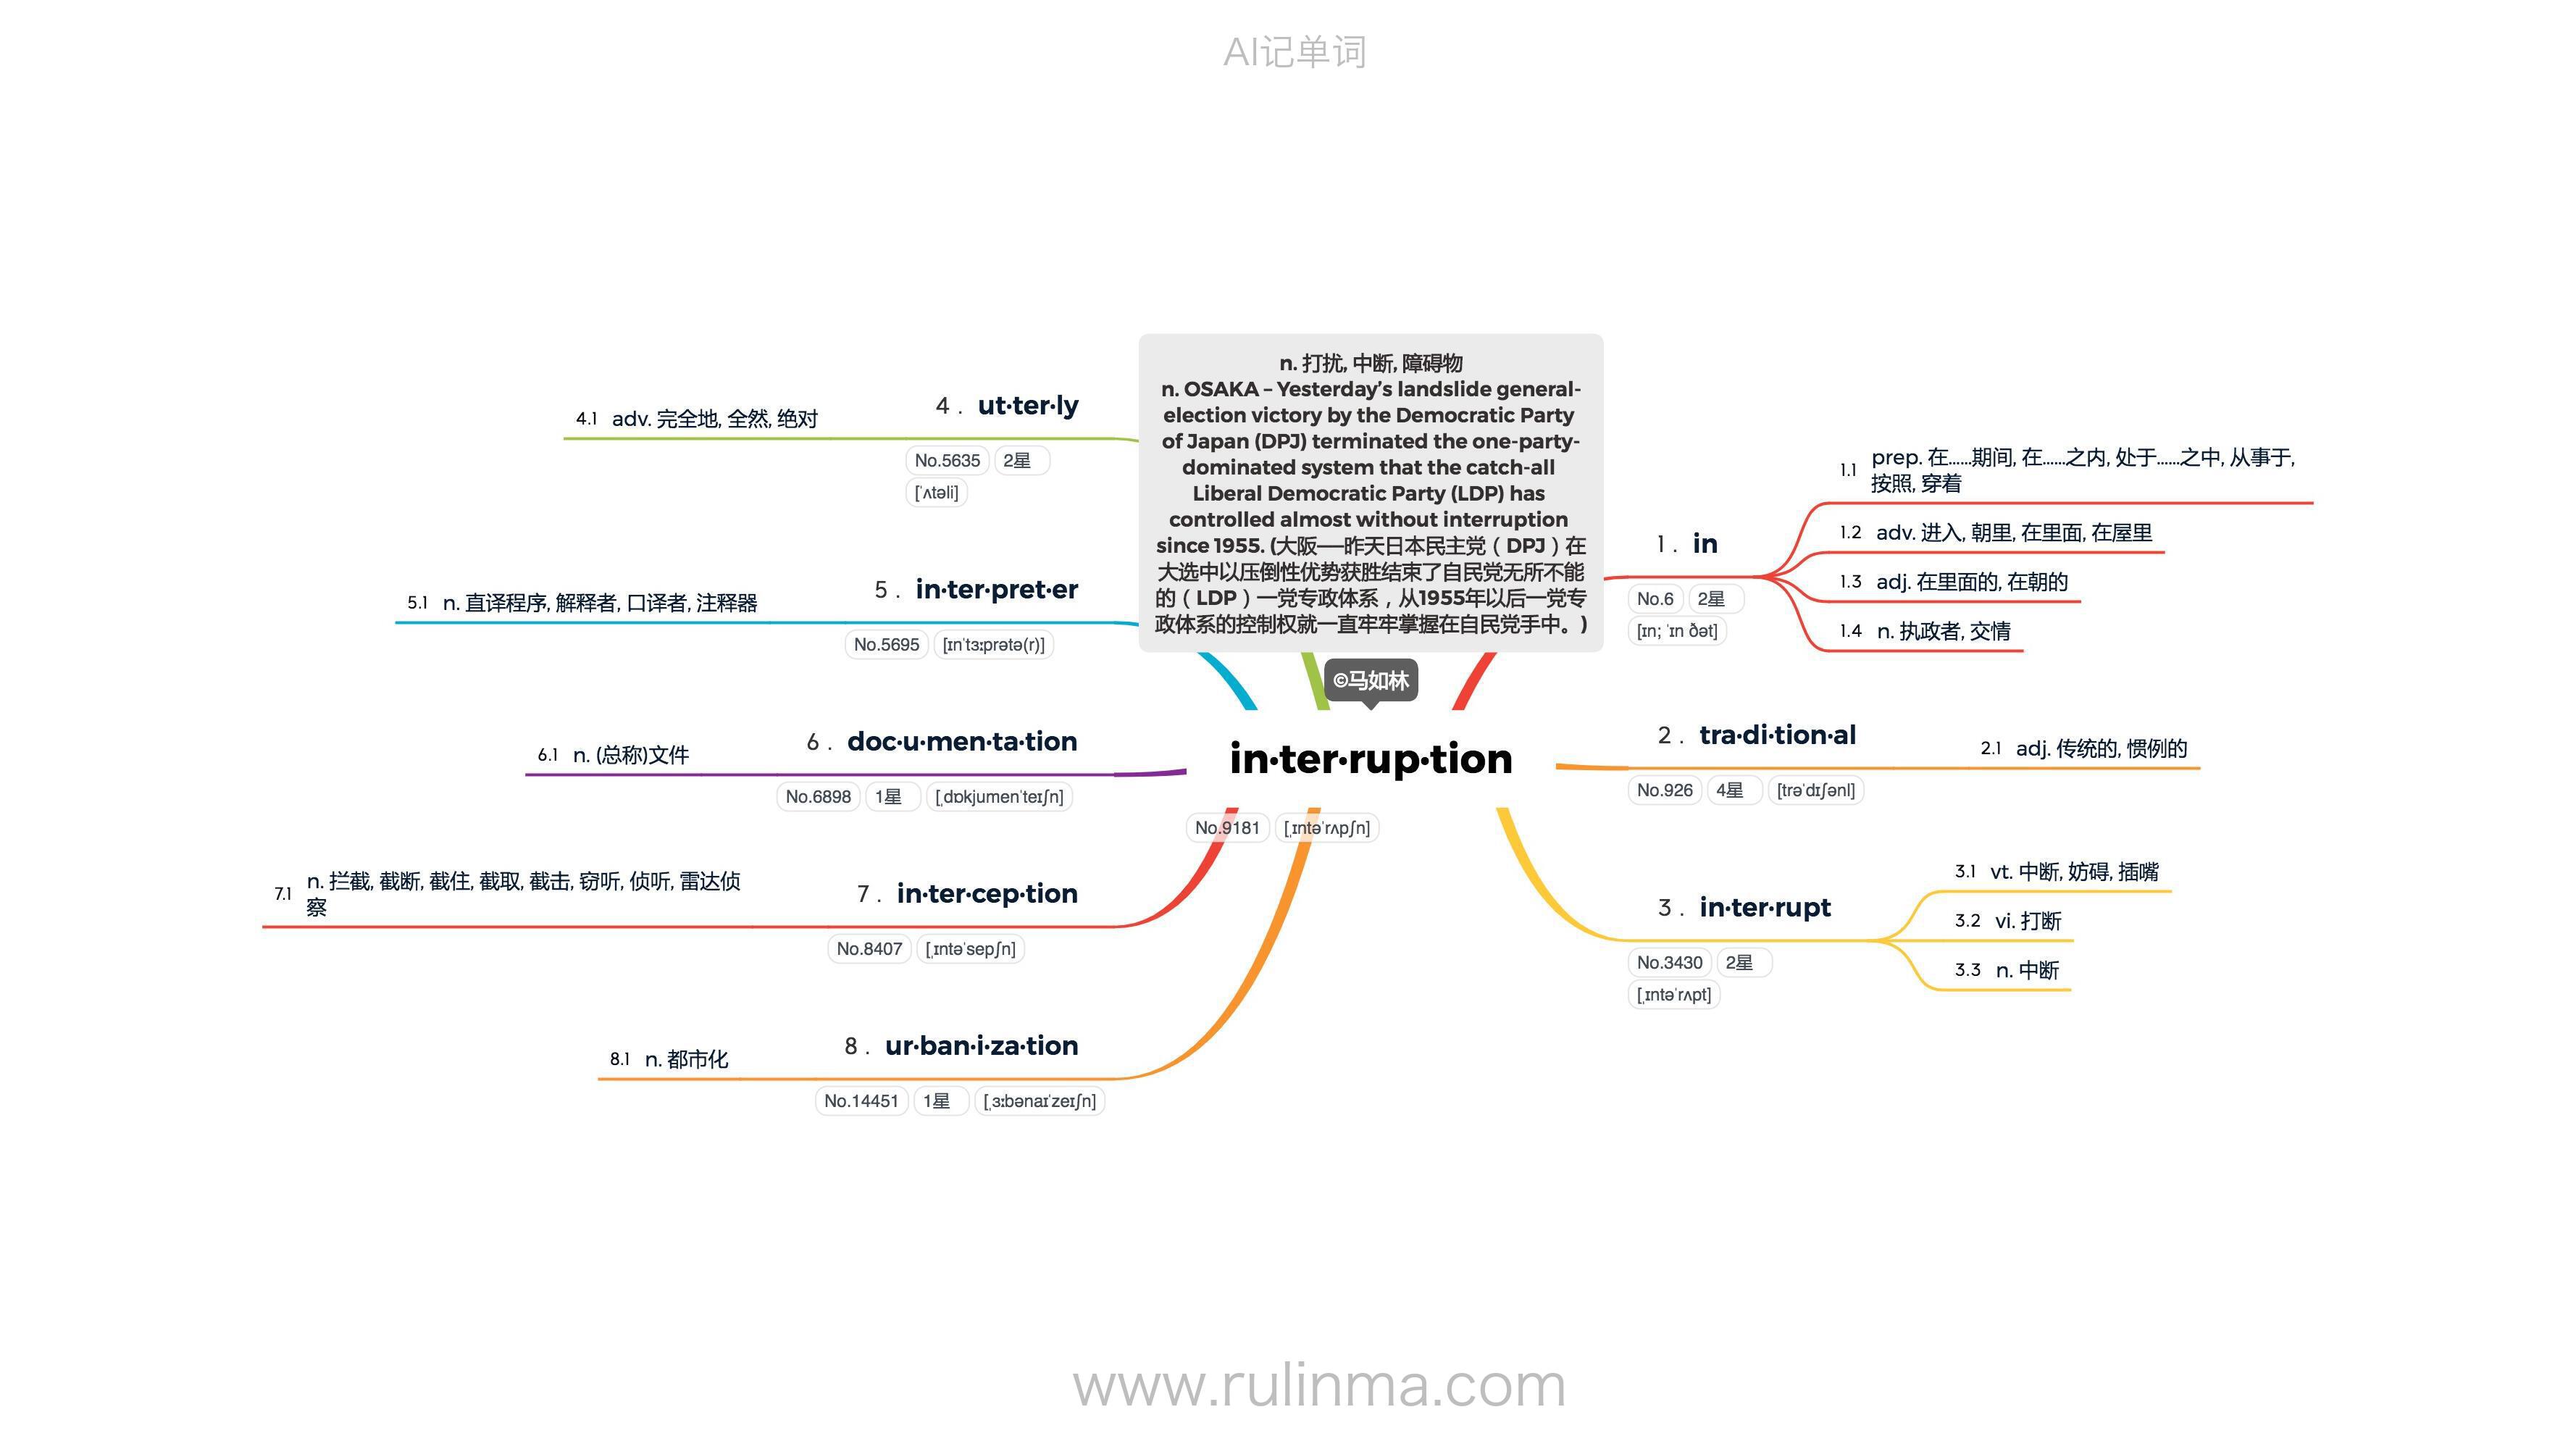 AI记单词
n. 打扰, 中断, 障碍物
n. OSAKA – Yesterday’s landslide general-
election victory by the Democratic Party
of Japan (DPJ) terminated the one-party-
dominated system that the catch-all
Liberal Democratic Party (LDP) has
controlled almost without interruption
since 1955. (大阪──昨天日本民主党（DPJ）在
大选中以压倒性优势获胜结束了自民党无所不能
的（LDP）一党专政体系，从1955年以后一党专
政体系的控制权就一直牢牢掌握在自民党手中。)
©马如林
in·ter·rup·tion
No.9181 [ˌɪntəˈrʌpʃn]
1 . in
No.6 2星
[ɪn; ˈɪn ðət]
1.1 prep. 在……期间, 在……之内, 处于……之中, 从事于,
按照, 穿着
1.2 adv. 进入, 朝里, 在里面, 在屋里
1.3 adj. 在里面的, 在朝的
1.4 n. 执政者, 交情
2 . tra·di·tion·al
No.926 4星 [trəˈdɪʃənl]
2.1 adj. 传统的, 惯例的
3 . in·ter·rupt
No.3430 2星
[ˌɪntəˈrʌpt]
3.1 vt. 中断, 妨碍, 插嘴
3.2 vi. 打断
3.3 n. 中断
4 . ut·ter·ly
No.5635 2星
[ˈʌtəli]
4.1 adv. 完全地, 全然, 绝对
5 . in·ter·pret·er
No.5695 [ɪnˈtɜːprətə(r)]
5.1 n. 直译程序, 解释者, 口译者, 注释器
6 . doc·u·men·ta·tion
No.6898 1星 [ˌdɒkjumenˈteɪʃn]
6.1 n. (总称)文件
7 . in·ter·cep·tion
No.8407 [ˌɪntəˈsepʃn]
7.1 n. 拦截, 截断, 截住, 截取, 截击, 窃听, 侦听, 雷达侦
察
8 . ur·ban·i·za·tion
No.14451 1星 [ˌɜːbənaɪˈzeɪʃn]
8.1 n. 都市化
www.rulinma.com